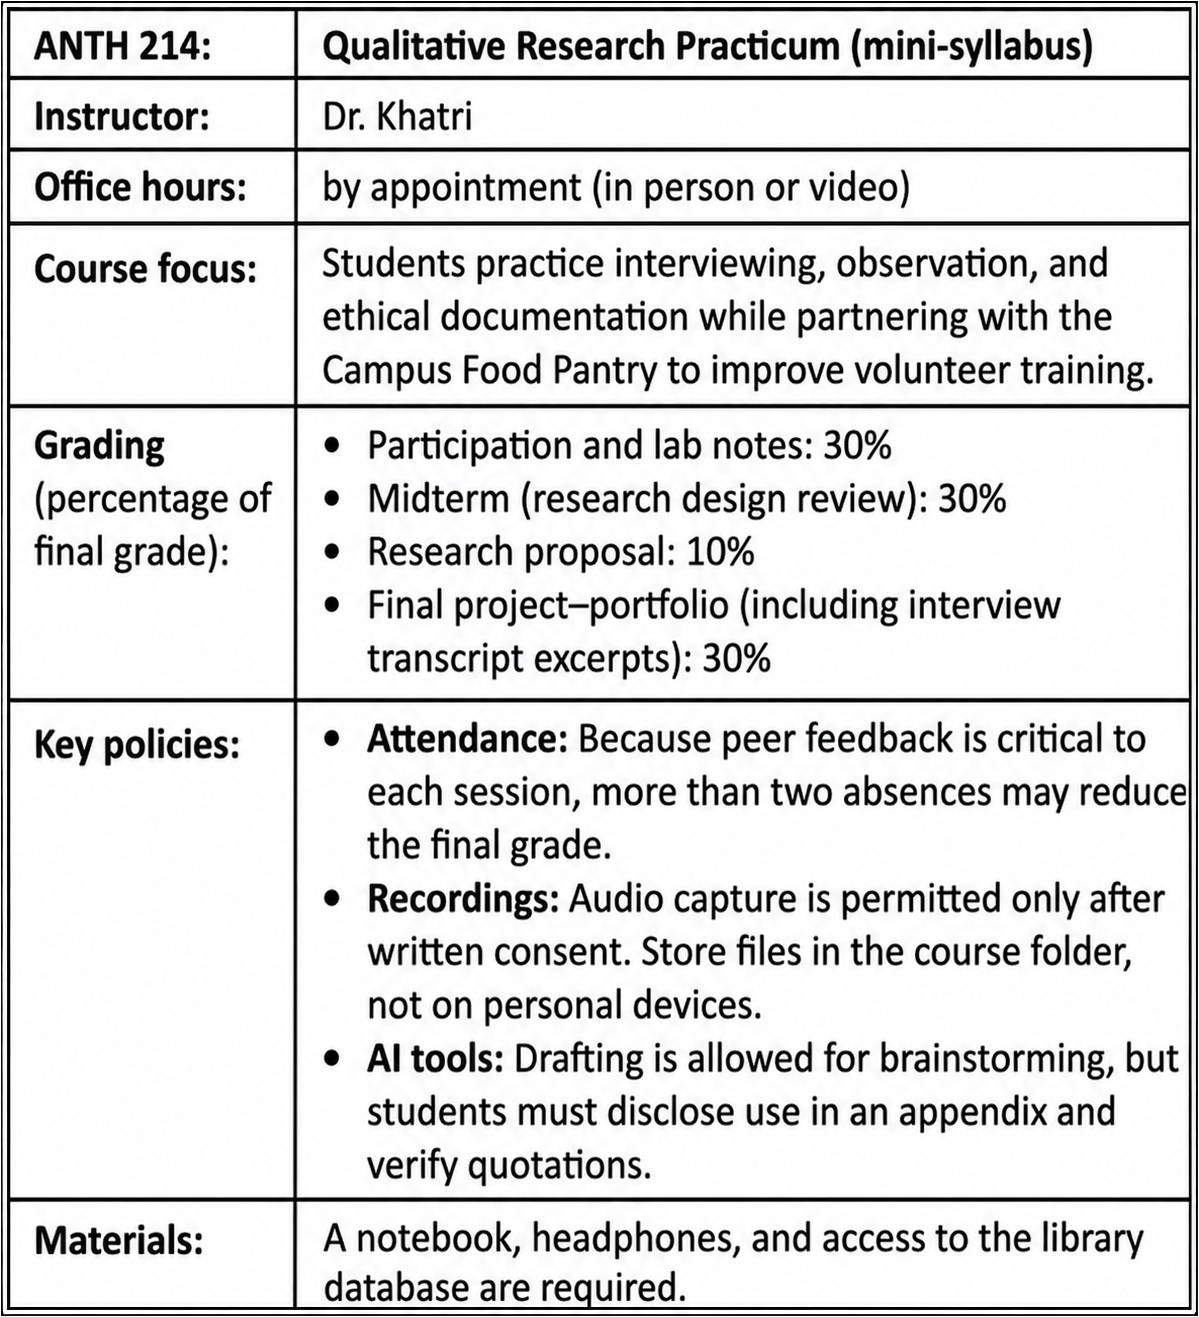 ANTH 214:
Qualitative Research Practicum (mini-syllabus)
Instructor:
Dr. Khatri
Office hours:
by appointment (in person or video)
Course focus:
Students practice interviewing, observation, and
ethical documentation while partnering with the
Campus Food Pantry to improve volunteer training.
Grading
(percentage of
final grade):
• Participation and lab notes: 30%
• Midterm (research design review): 30%
• Research proposal: 10%
• Final project–portfolio (including interview
transcript excerpts): 30%
Key policies:
• Attendance: Because peer feedback is critical to
each session, more than two absences may reduce
the final grade.
• Recordings: Audio capture is permitted only after
written consent. Store files in the course folder,
not on personal devices.
• AI tools: Drafting is allowed for brainstorming, but
students must disclose use in an appendix and
verify quotations.
Materials:
A notebook, headphones, and access to the library
database are required.